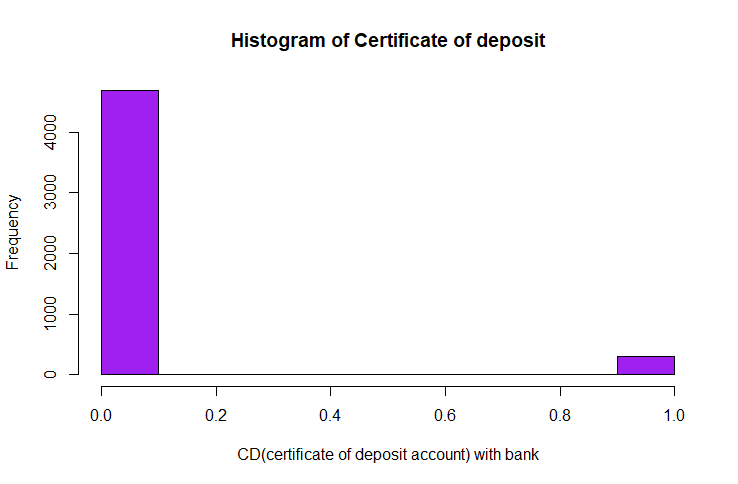 Histogram of Certificate of deposit
Frequency
4000
3000
2000
1000
0
0.0 0.2 0.4 0.6 0.8 1.0
CD(certificate of deposit account) with bank